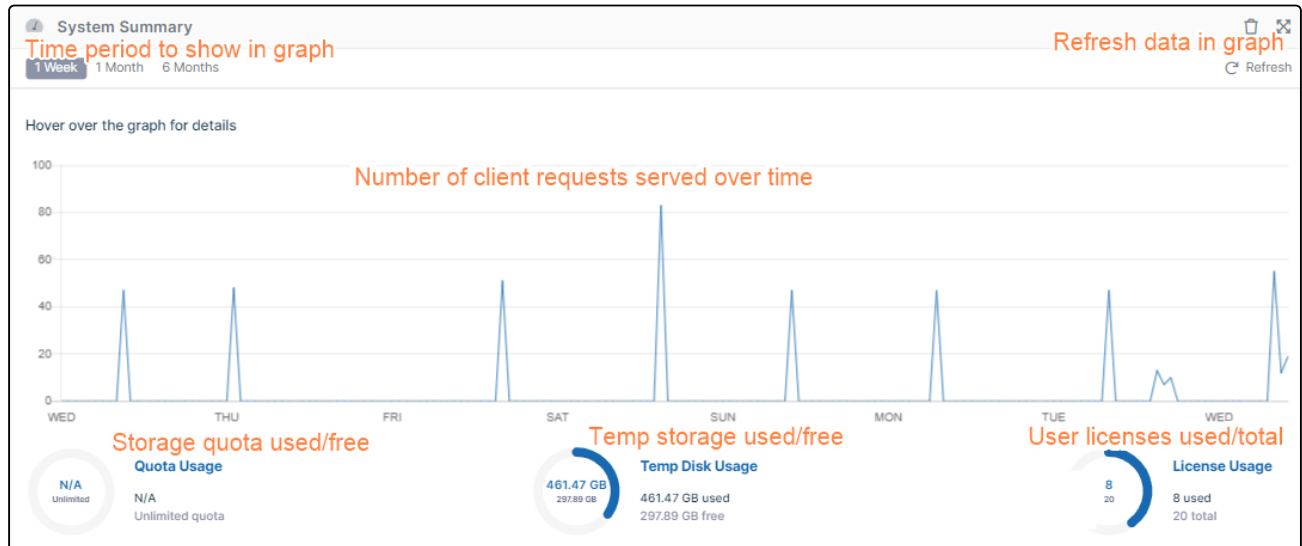 System Summary
Time period to show in graph
Refresh data in graph
1 Week 1 Month 6 Months
Refresh
Hover over the graph for details
100
Number of client requests served over time
80
60
40
20
0
WED THU FRI SAT SUN MON TUE WED
Storage quota used/free
Temp storage used/free
User licenses used/total
N/A
Unlimited
Quota Usage
N/A
Unlimited quota
461.47 GB
297.89 GB
Temp Disk Usage
461.47 GB used
297.89 GB free
8
20
License Usage
8 used
20 total